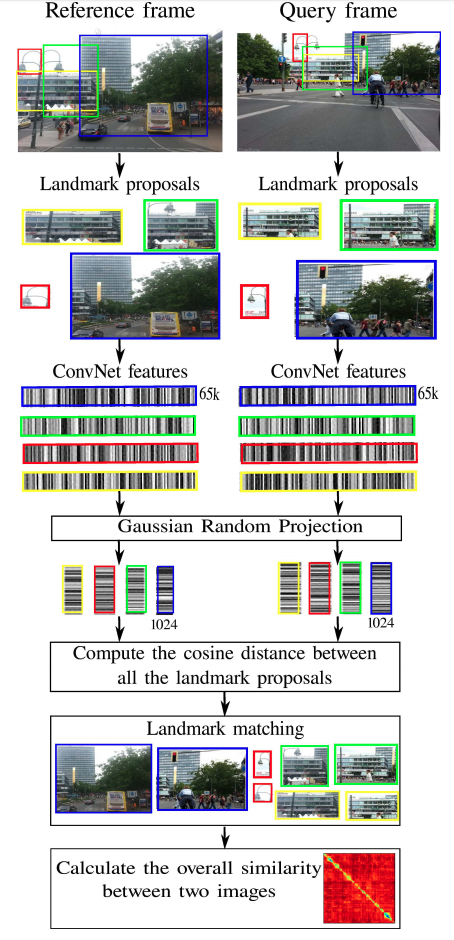 Reference frame
Query frame
Landmark proposals
Landmark proposals
ConvNet features
ConvNet features
65k
65k
Gaussian Random Projection
1024
1024
Compute the cosine distance between
all the landmark proposals
Landmark matching
Calculate the overall similarity
between two images